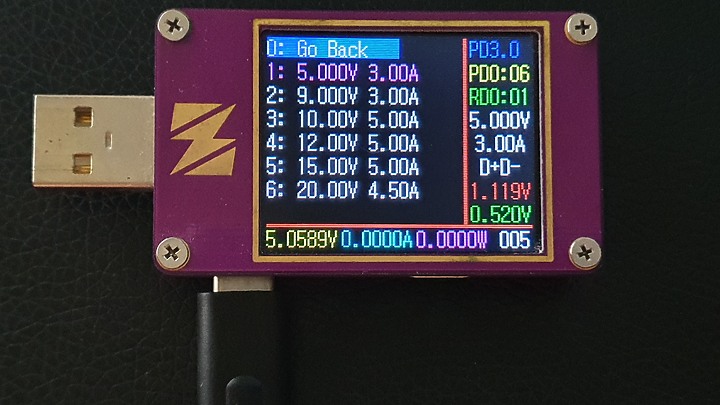 0: Go Back
1: 5.000V 3.00A
2: 9.000V 3.00A
3: 10.00V 5.00A
4: 12.00V 5.00A
5: 15.00V 5.00A
6: 20.00V 4.50A
PD3.0
PDO:06
RDO:01
5.000V
3.00A
D+D-
1.119V
0.520V
5.0589V 0.0000A 0.0000W 005